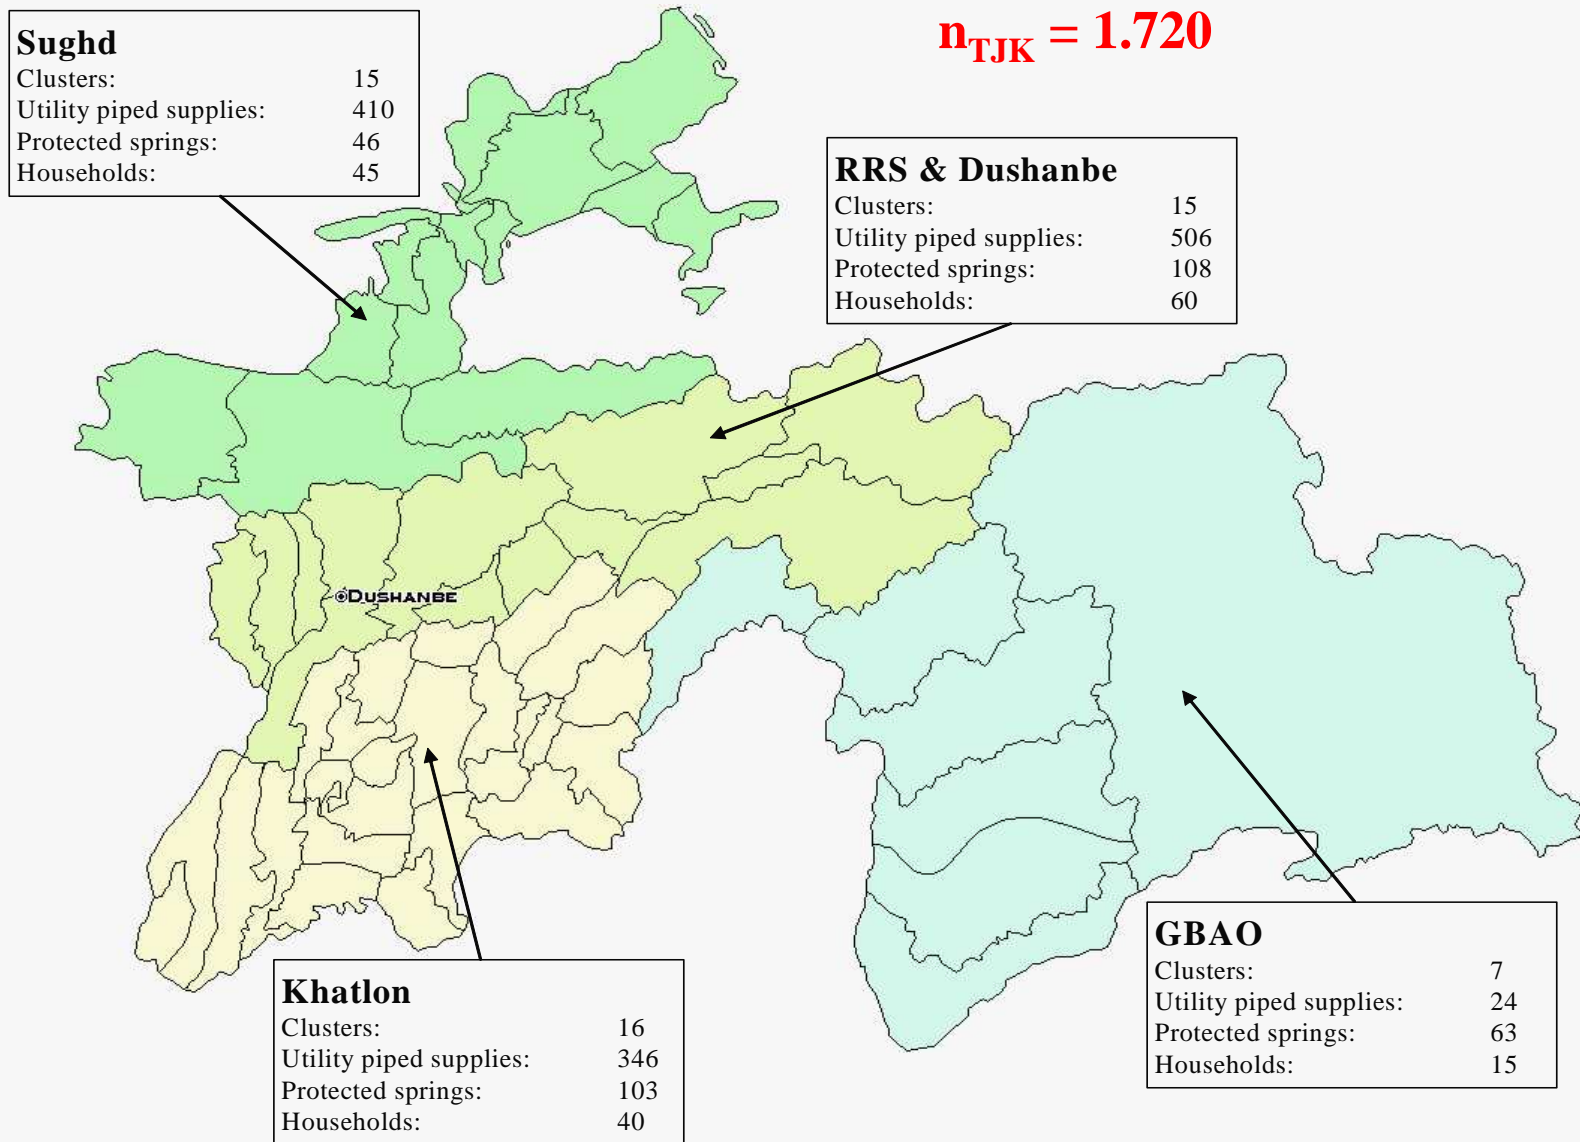 n_TJK = 1.720
Sughd
Clusters: 15
Utility piped supplies: 410
Protected springs: 46
Households: 45
RRS & Dushanbe
Clusters: 15
Utility piped supplies: 506
Protected springs: 108
Households: 60
DUSHANBE
Khatlon
Clusters: 16
Utility piped supplies: 346
Protected springs: 103
Households: 40
GBAO
Clusters: 7
Utility piped supplies: 24
Protected springs: 63
Households: 15